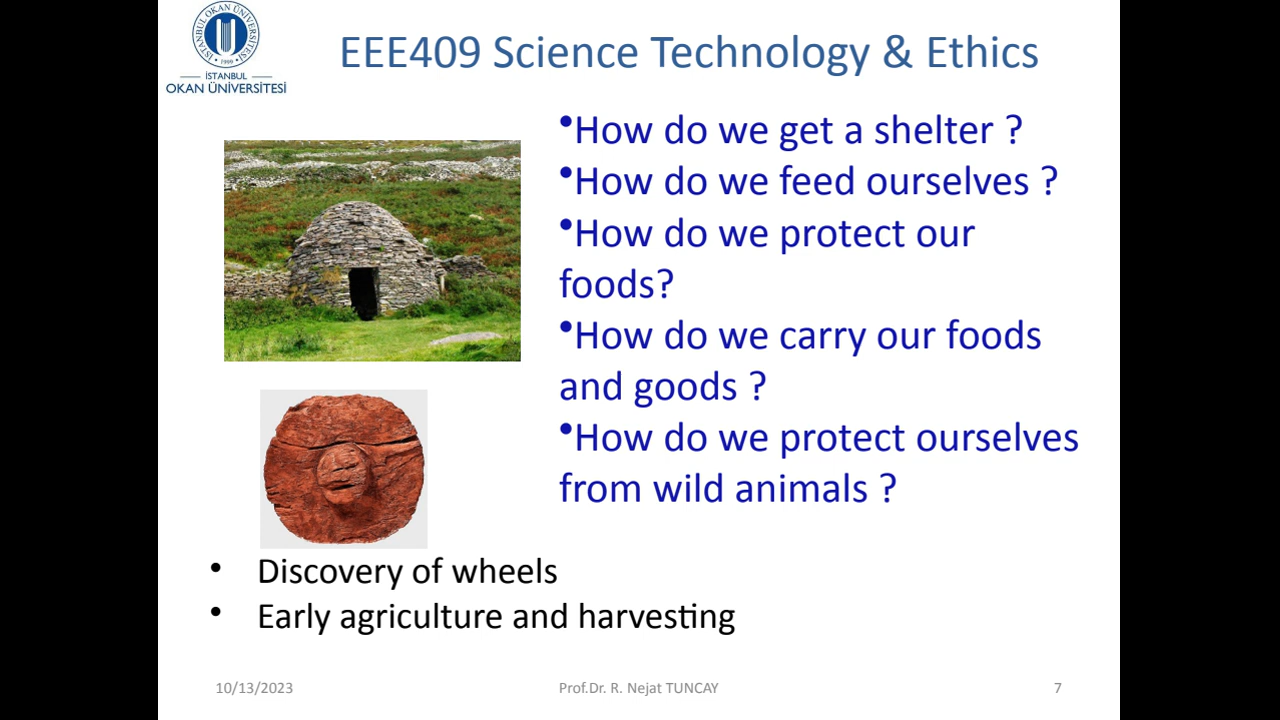 İSTANBUL OKAN ÜNİVERSİTESİ
1999
İSTANBUL
OKAN ÜNİVERSİTESİ
EEE409 Science Technology & Ethics
•How do we get a shelter ?
•How do we feed ourselves ?
•How do we protect our
foods?
•How do we carry our foods
and goods ?
•How do we protect ourselves
from wild animals ?
• Discovery of wheels
• Early agriculture and harvesting
10/13/2023
Prof.Dr. R. Nejat TUNCAY
7